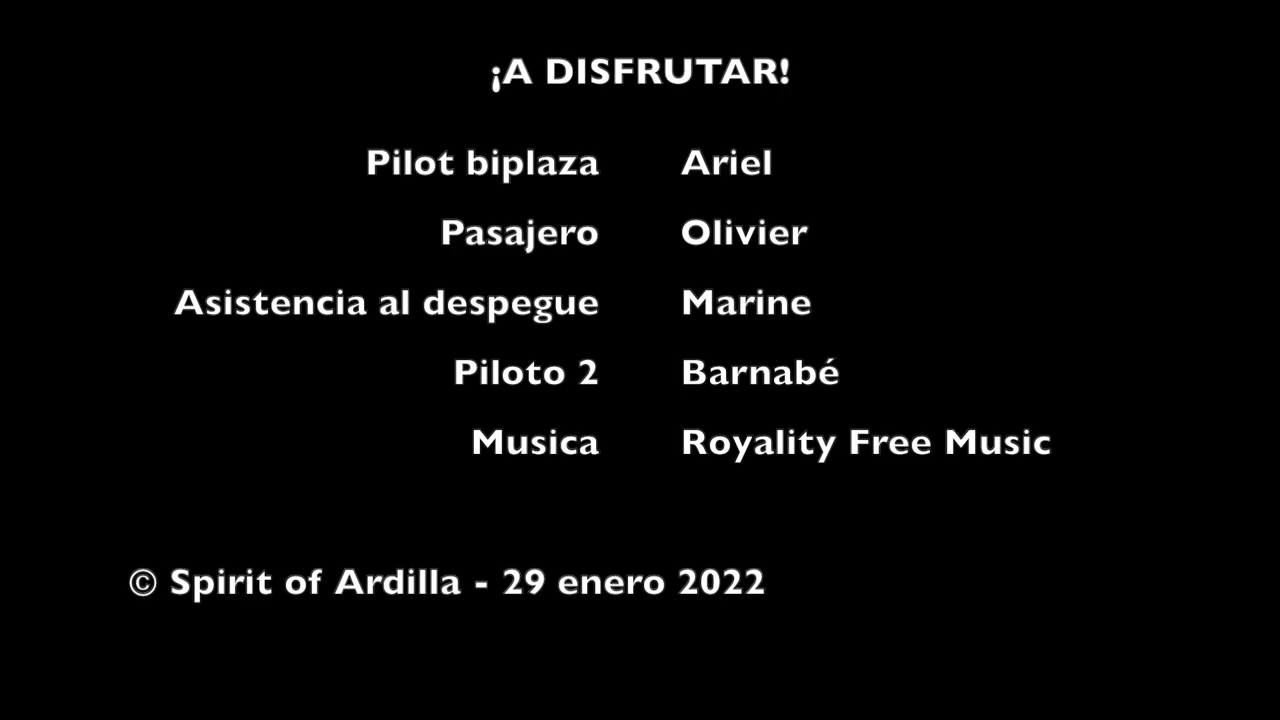 ¡A DISFRUTAR!
Pilot biplaza Ariel
Pasajero Olivier
Asistencia al despegue Marine
Piloto 2 Barnabé
Musica Royality Free Music
© Spirit of Ardilla - 29 enero 2022